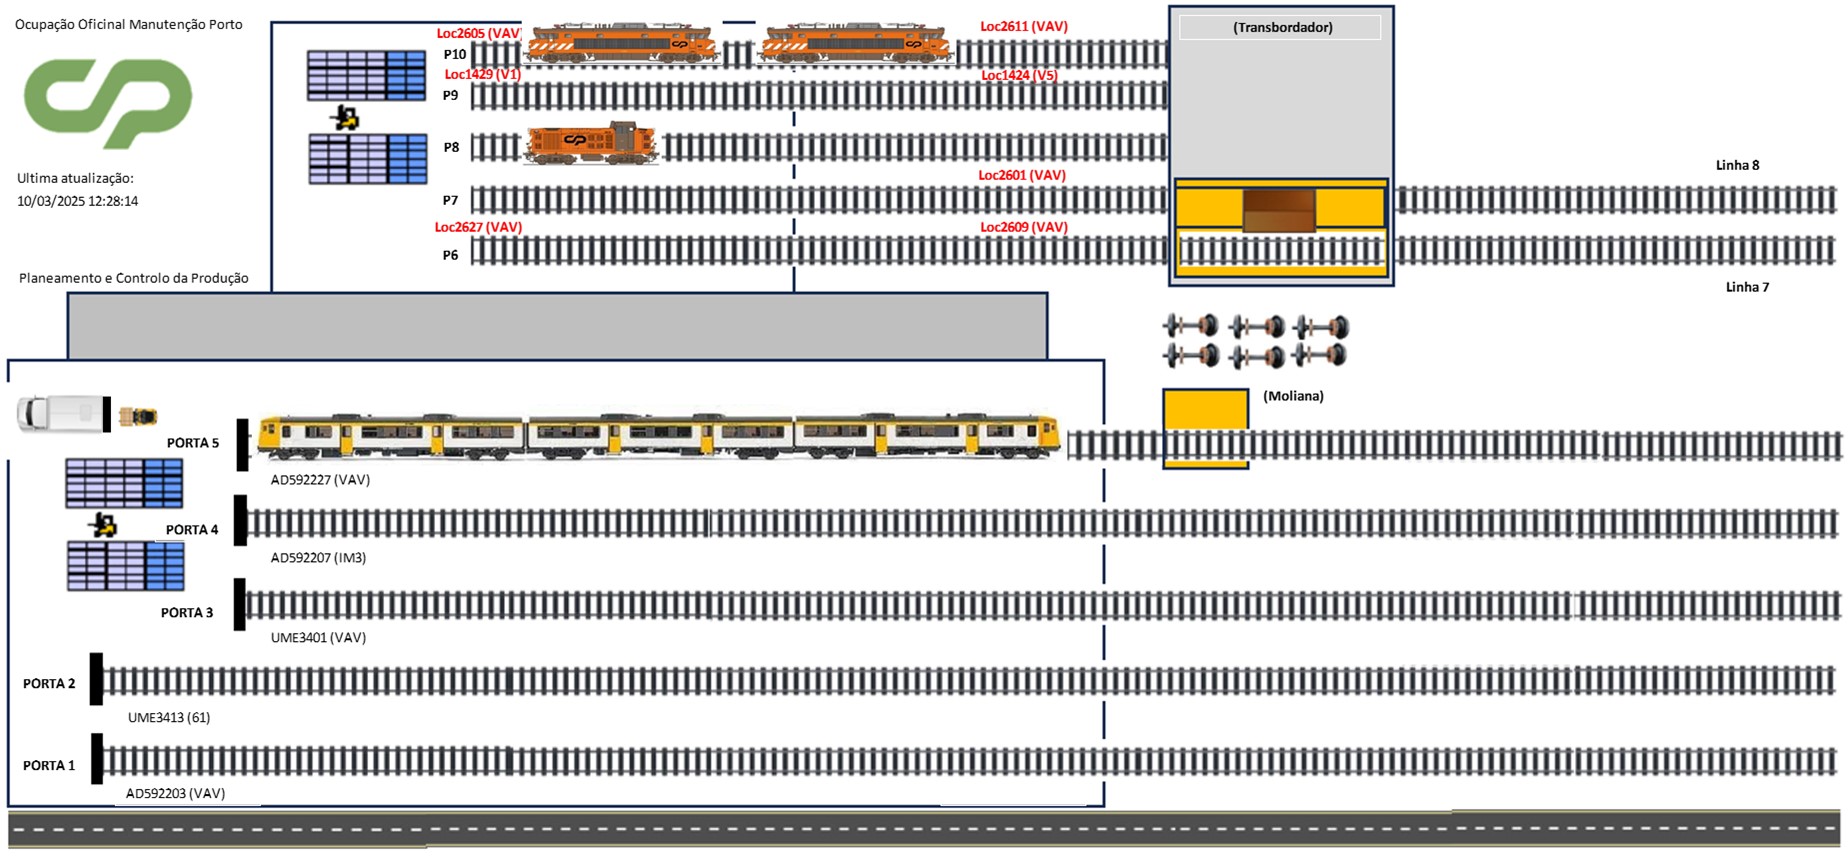 Ocupação Oficinal Manutenção Porto
CP
Ultima atualização:
10/03/2025 12:28:14
Planeamento e Controlo da Produção
Loc2605 (VAV)
Loc2611 (VAV)
P10
Loc1429 (V1)
Loc1424 (V5)
P9
P8
Loc2601 (VAV)
P7
Loc2627 (VAV)
Loc2609 (VAV)
P6
(Transbordador)
Linha 8
Linha 7
(Moliana)
PORTA 5
AD592227 (VAV)
PORTA 4
AD592207 (IM3)
PORTA 3
UME3401 (VAV)
PORTA 2
UME3413 (61)
PORTA 1
AD592203 (VAV)